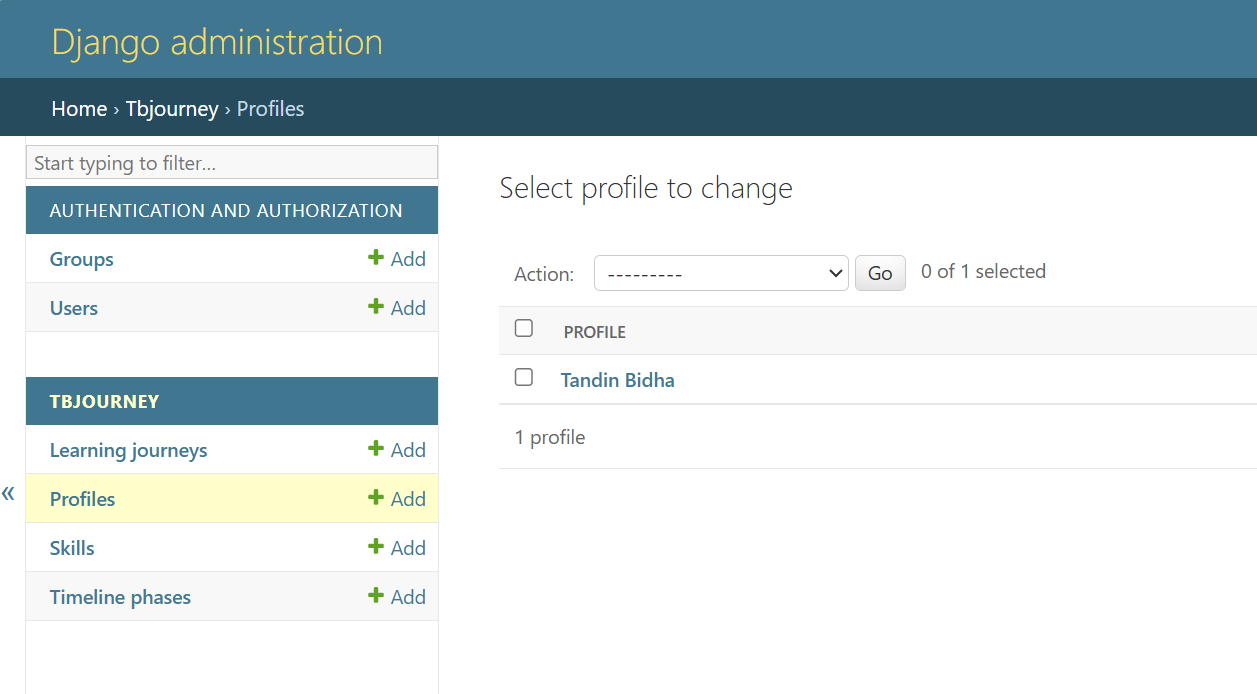 Django administration
Home › Tbjourney › Profiles
Start typing to filter...
AUTHENTICATION AND AUTHORIZATION
Groups + Add
Users + Add
TBJOURNEY
Learning journeys + Add
Profiles + Add
Skills + Add
Timeline phases + Add
«
Select profile to change
Action: --------- Go 0 of 1 selected
PROFILE
Tandin Bidha
1 profile